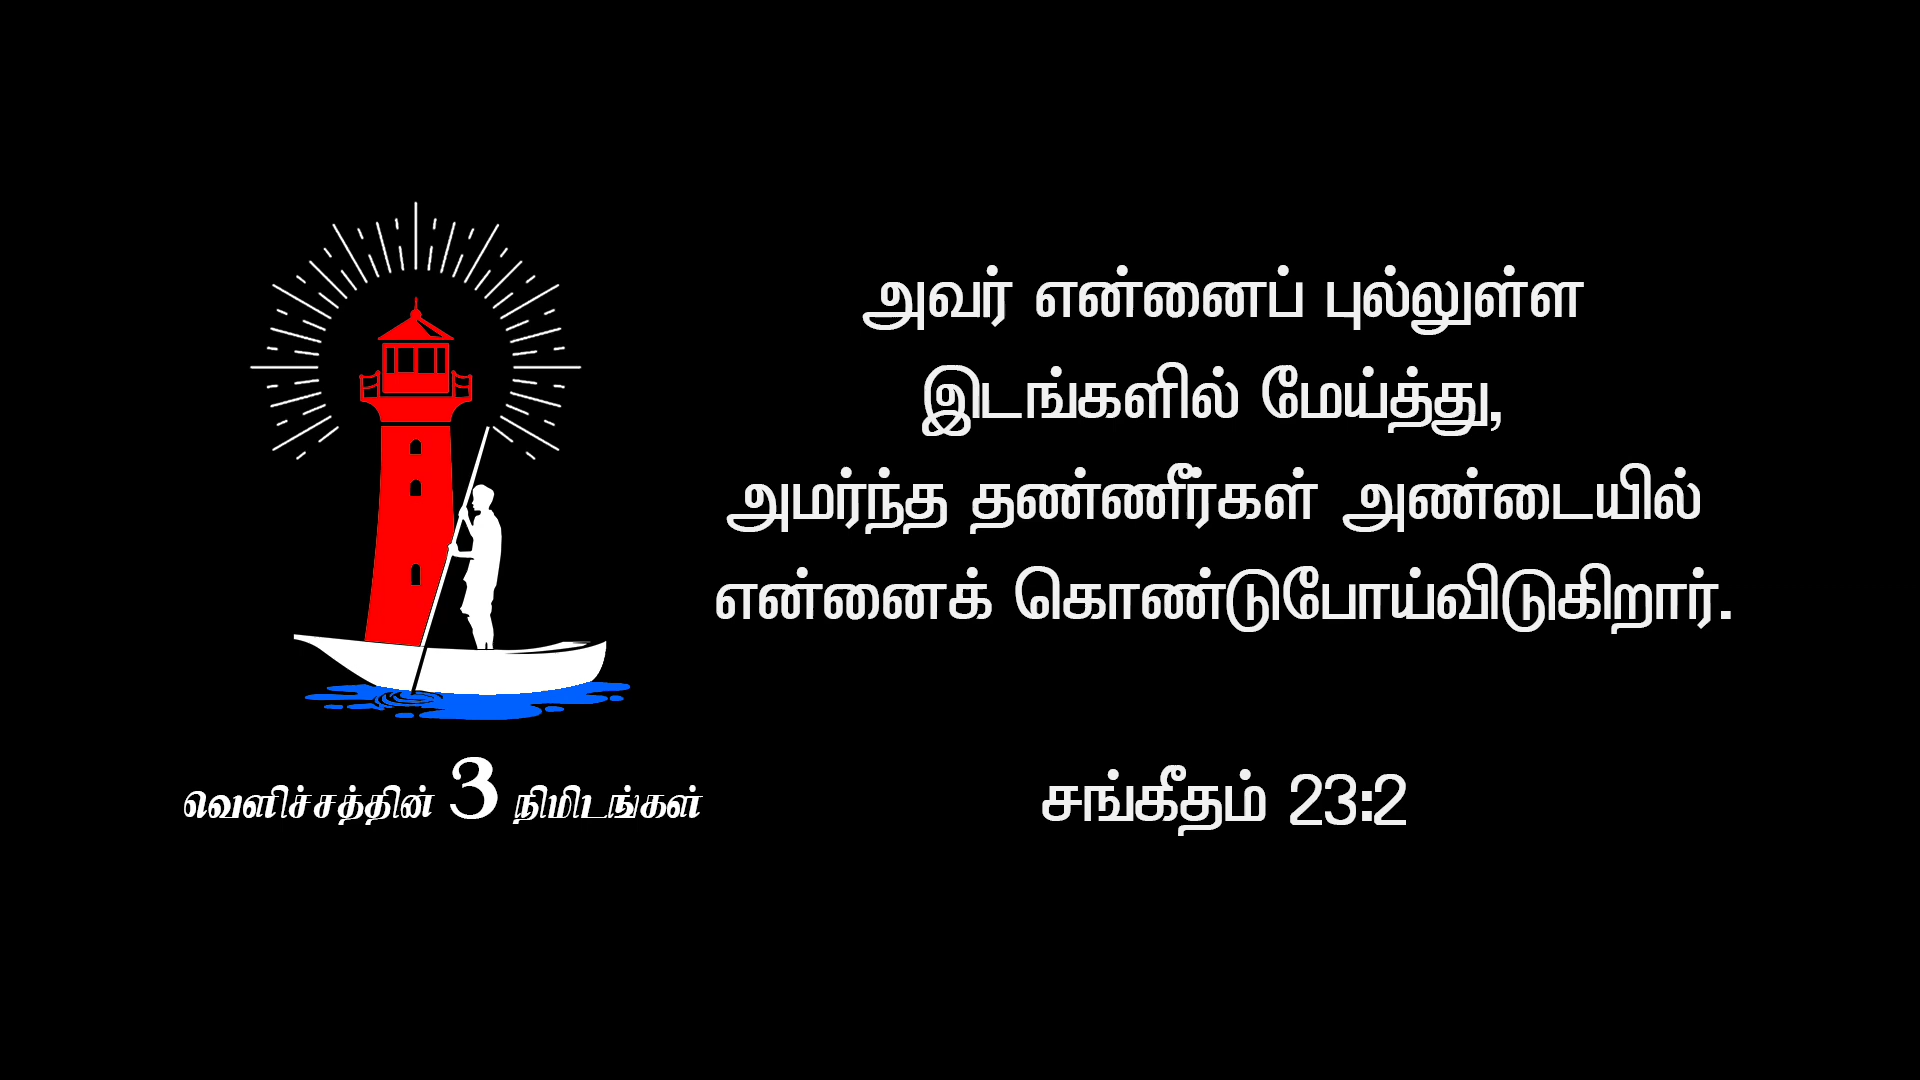 அவர் என்னைப் புல்லுள்ள
இடங்களில் மேய்த்து,
அமர்ந்த தண்ணீர்கள் அண்டையில்
என்னைக் கொண்டுபோய்விடுகிறார்.
சங்கீதம் 23:2
வெளிச்சத்தின் 3 நிமிடங்கள்